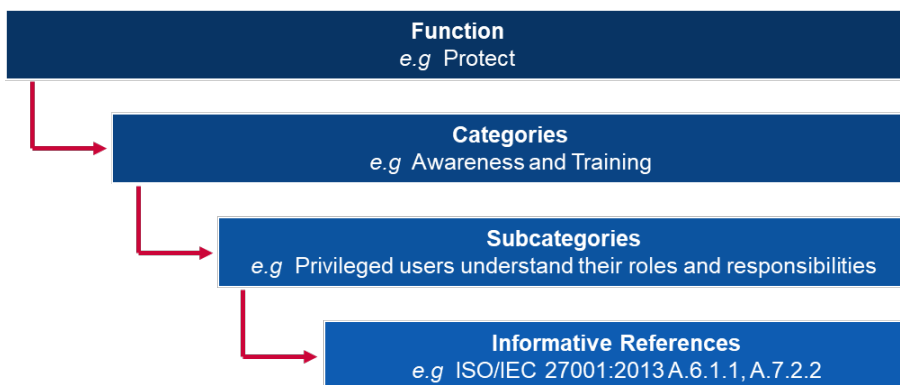 Function
e.g Protect
Categories
e.g Awareness and Training
Subcategories
e.g Privileged users understand their roles and responsibilities
Informative References
e.g ISO/IEC 27001:2013 A.6.1.1, A.7.2.2